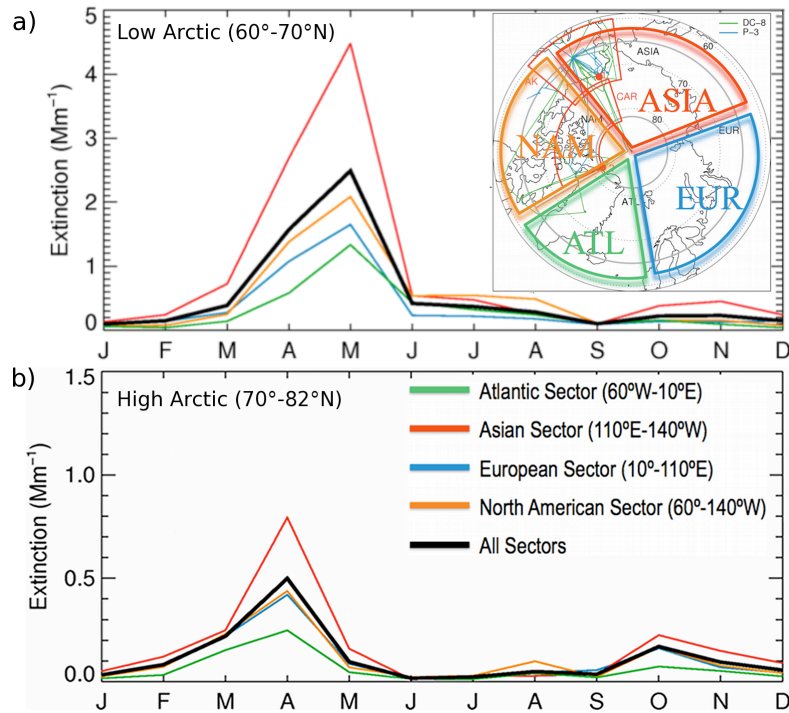 a)
Low Arctic (60°-70°N)
Extinction (Mm⁻¹)
5
4
3
2
1
0
J F M A M J J A S O N D
DC-8
P-3
60
ASIA
70
AK
CAR
ASIA
NAM
80
EUR
NAM
ATL
EUR
ATL
b)
High Arctic (70°-82°N)
Extinction (Mm⁻¹)
1.5
1.0
0.5
0.0
Atlantic Sector (60ºW-10ºE)
Asian Sector (110ºE-140ºW)
European Sector (10º-110ºE)
North American Sector (60º-140ºW)
All Sectors
J F M A M J J A S O N D